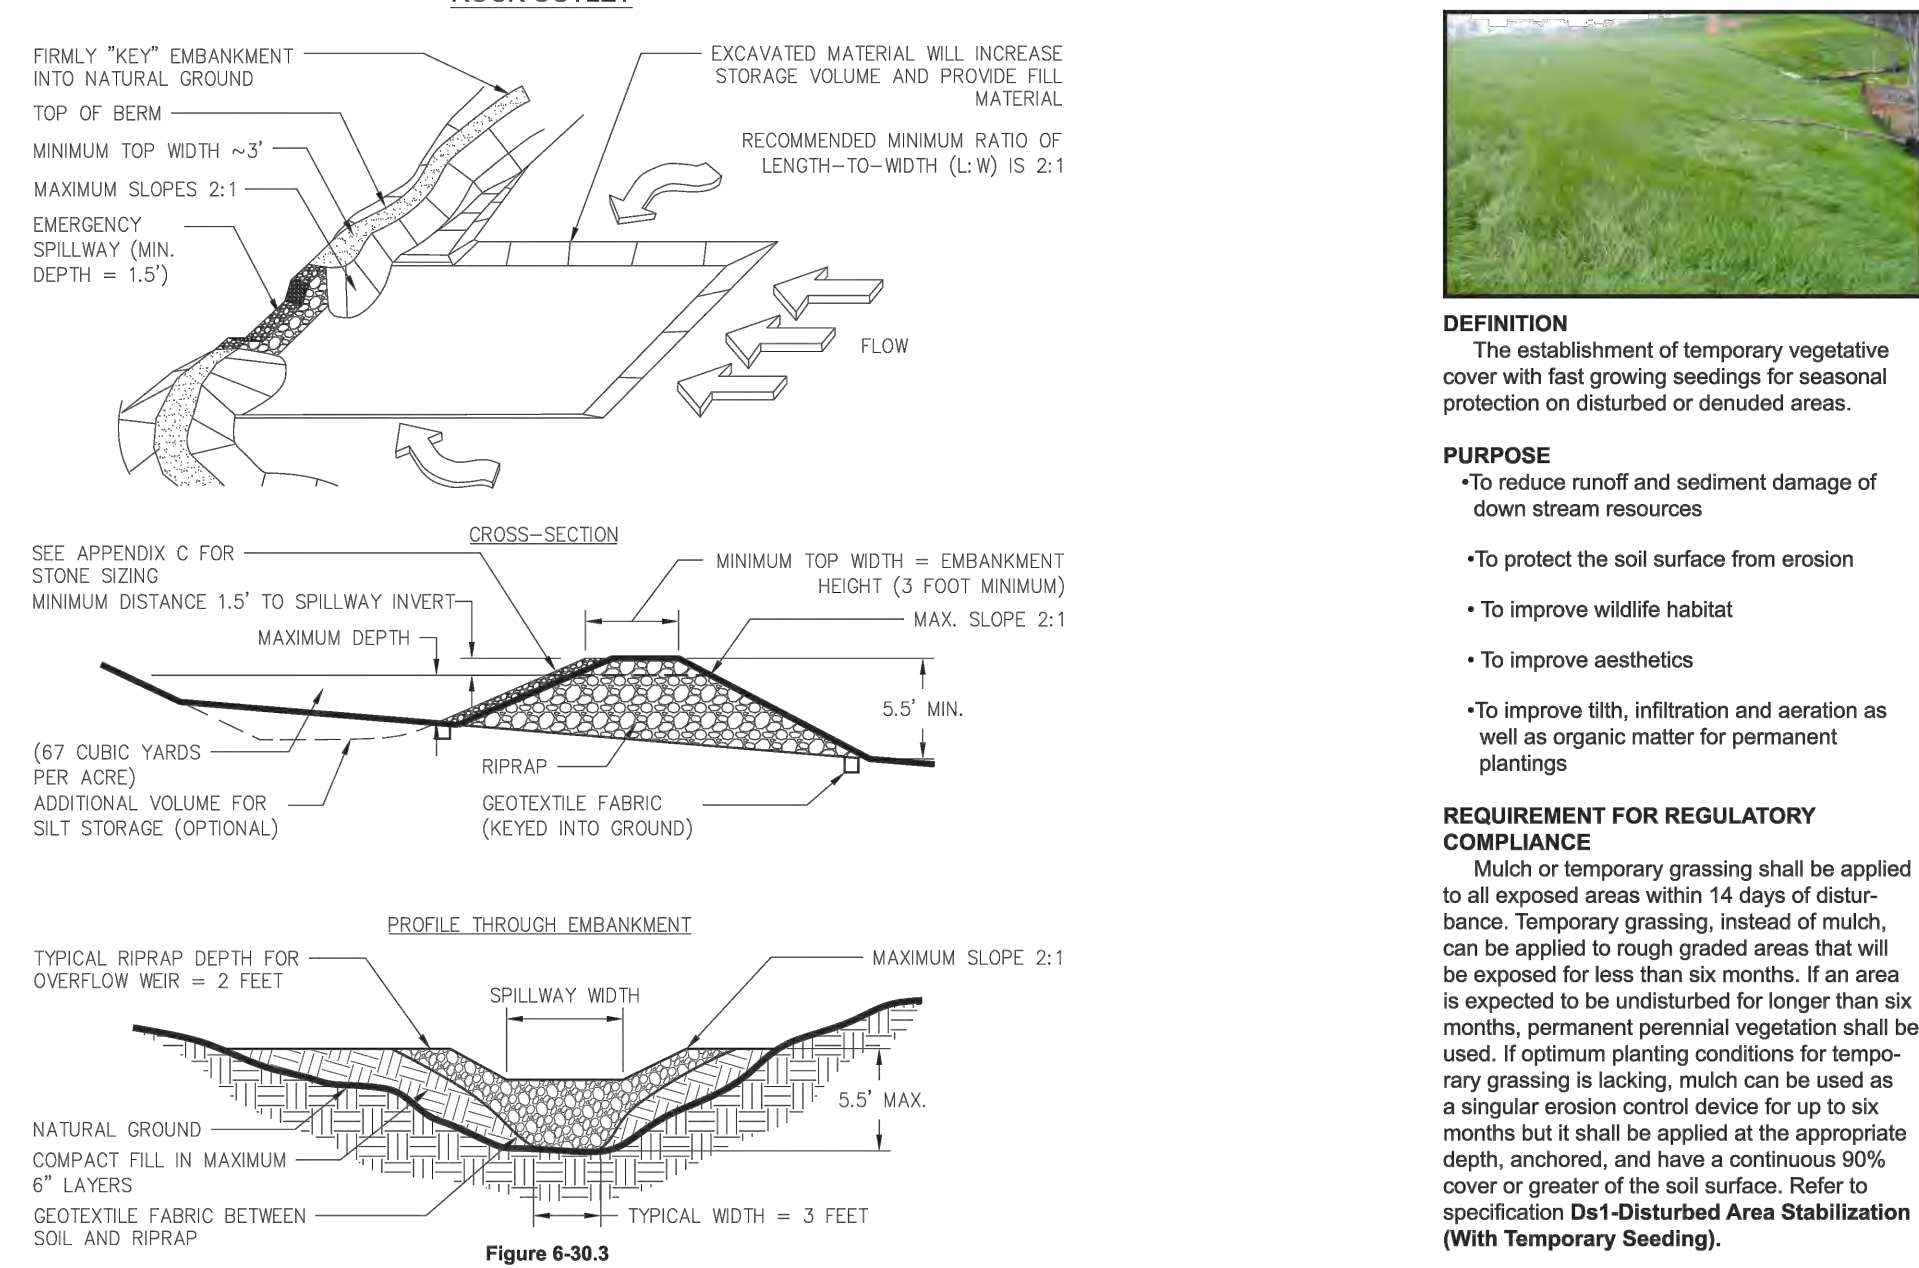 ROCK OUTLET
FIRMLY "KEY" EMBANKMENT
INTO NATURAL GROUND
TOP OF BERM
MINIMUM TOP WIDTH ~3'
MAXIMUM SLOPES 2:1
EMERGENCY
SPILLWAY (MIN.
DEPTH = 1.5')
EXCAVATED MATERIAL WILL INCREASE
STORAGE VOLUME AND PROVIDE FILL
MATERIAL
RECOMMENDED MINIMUM RATIO OF
LENGTH-TO-WIDTH (L:W) IS 2:1
FLOW
CROSS-SECTION
SEE APPENDIX C FOR
STONE SIZING
MINIMUM DISTANCE 1.5' TO SPILLWAY INVERT
MAXIMUM DEPTH
MINIMUM TOP WIDTH = EMBANKMENT
HEIGHT (3 FOOT MINIMUM)
MAX. SLOPE 2:1
5.5' MIN.
(67 CUBIC YARDS
PER ACRE)
ADDITIONAL VOLUME FOR
SILT STORAGE (OPTIONAL)
RIPRAP
GEOTEXTILE FABRIC
(KEYED INTO GROUND)
PROFILE THROUGH EMBANKMENT
TYPICAL RIPRAP DEPTH FOR
OVERFLOW WEIR = 2 FEET
SPILLWAY WIDTH
MAXIMUM SLOPE 2:1
5.5' MAX.
NATURAL GROUND
COMPACT FILL IN MAXIMUM
6" LAYERS
GEOTEXTILE FABRIC BETWEEN
SOIL AND RIPRAP
TYPICAL WIDTH = 3 FEET
Figure 6-30.3
DEFINITION
The establishment of temporary vegetative
cover with fast growing seedings for seasonal
protection on disturbed or denuded areas.
PURPOSE
•To reduce runoff and sediment damage of
down stream resources
•To protect the soil surface from erosion
• To improve wildlife habitat
• To improve aesthetics
•To improve tilth, infiltration and aeration as
well as organic matter for permanent
plantings
REQUIREMENT FOR REGULATORY
COMPLIANCE
Mulch or temporary grassing shall be applied
to all exposed areas within 14 days of distur-
bance. Temporary grassing, instead of mulch,
can be applied to rough graded areas that will
be exposed for less than six months. If an area
is expected to be undisturbed for longer than six
months, permanent perennial vegetation shall be
used. If optimum planting conditions for tempo-
rary grassing is lacking, mulch can be used as
a singular erosion control device for up to six
months but it shall be applied at the appropriate
depth, anchored, and have a continuous 90%
cover or greater of the soil surface. Refer to
specification Ds1-Disturbed Area Stabilization
(With Temporary Seeding).